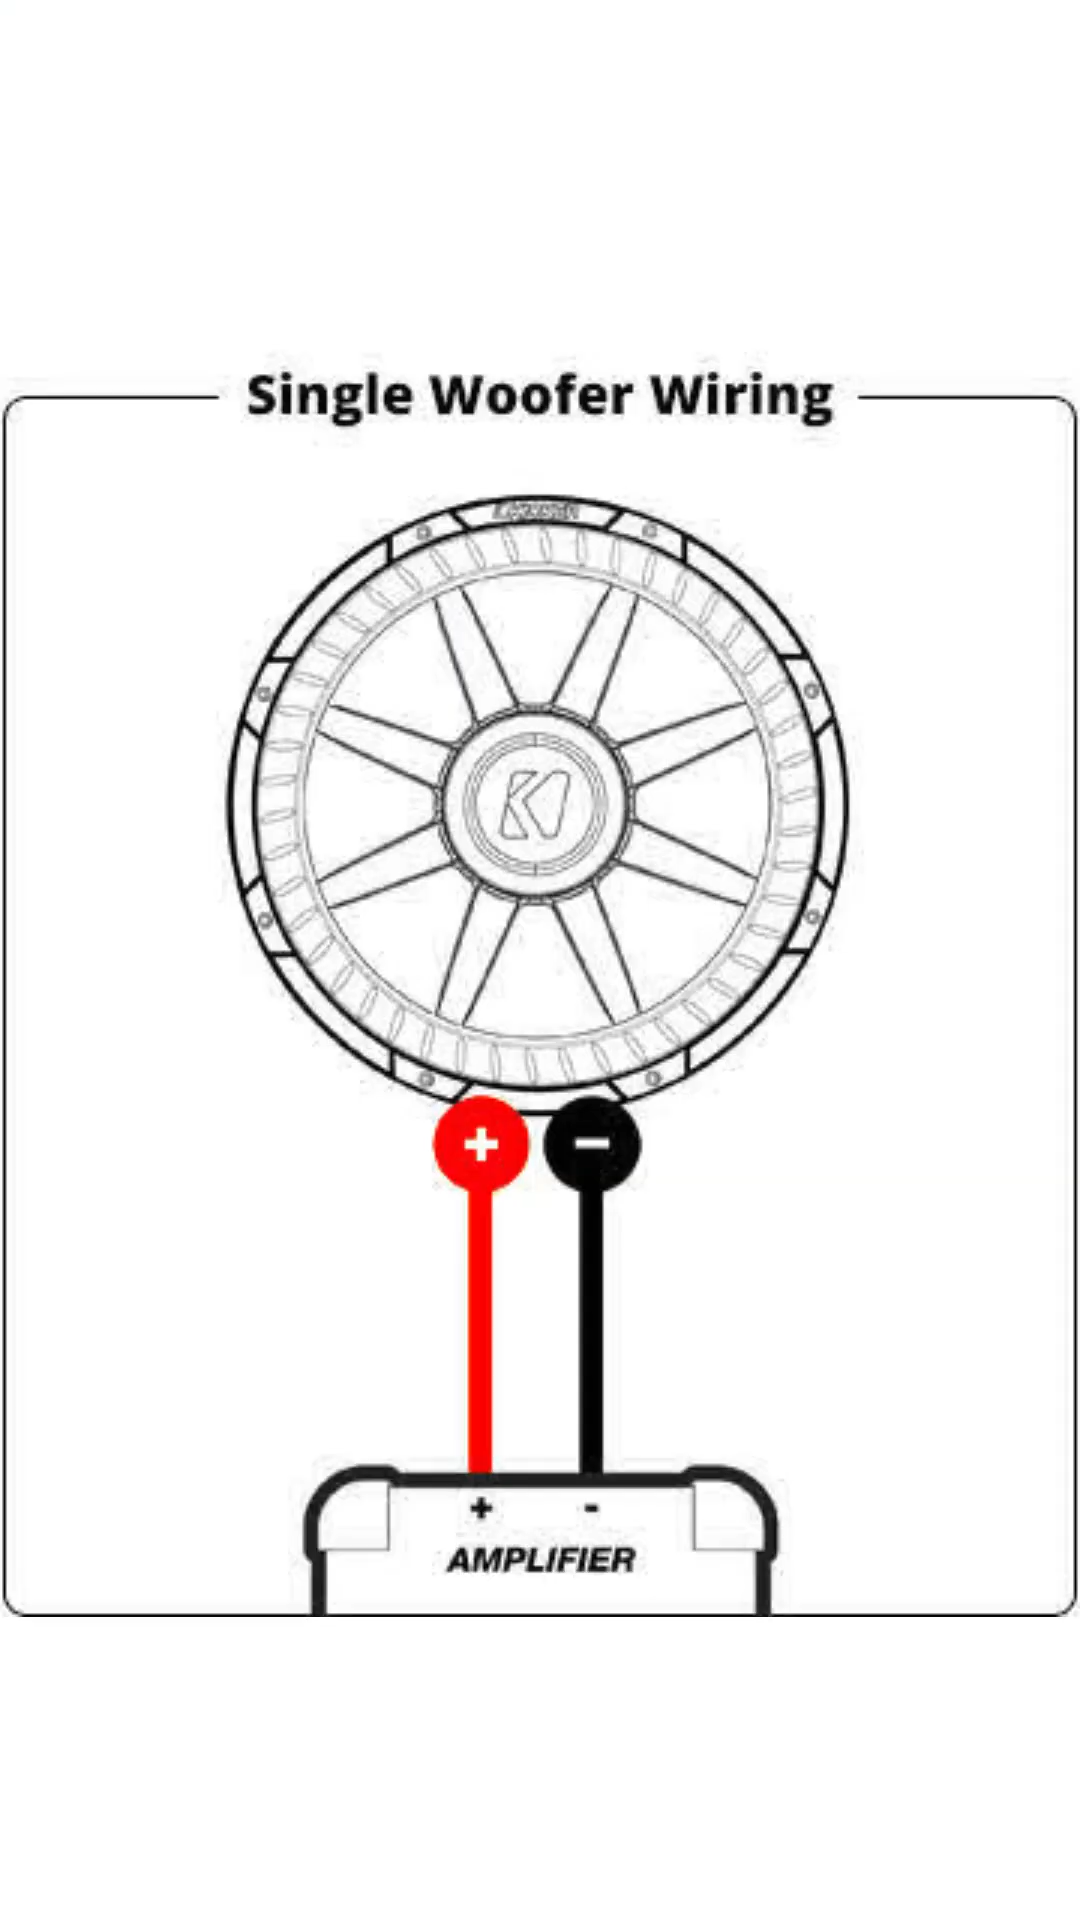 Single Woofer Wiring
+ −
+ -
AMPLIFIER